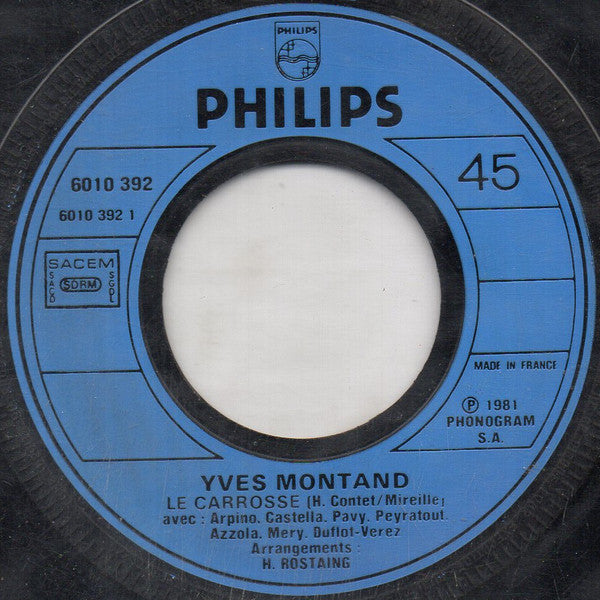 PHILIPS
PHILIPS
6010 392
6010 392 1
45
SACEM
SACD
SDRM
SGDL
MADE IN FRANCE
Ⓟ 1981
PHONOGRAM
S.A.
YVES MONTAND
LE CARROSSE (H. Contet/Mireille)
avec : Arpino. Castella. Pavy. Peyratout.
Azzola. Mery. Duflot-Verez
Arrangements :
H. ROSTAING